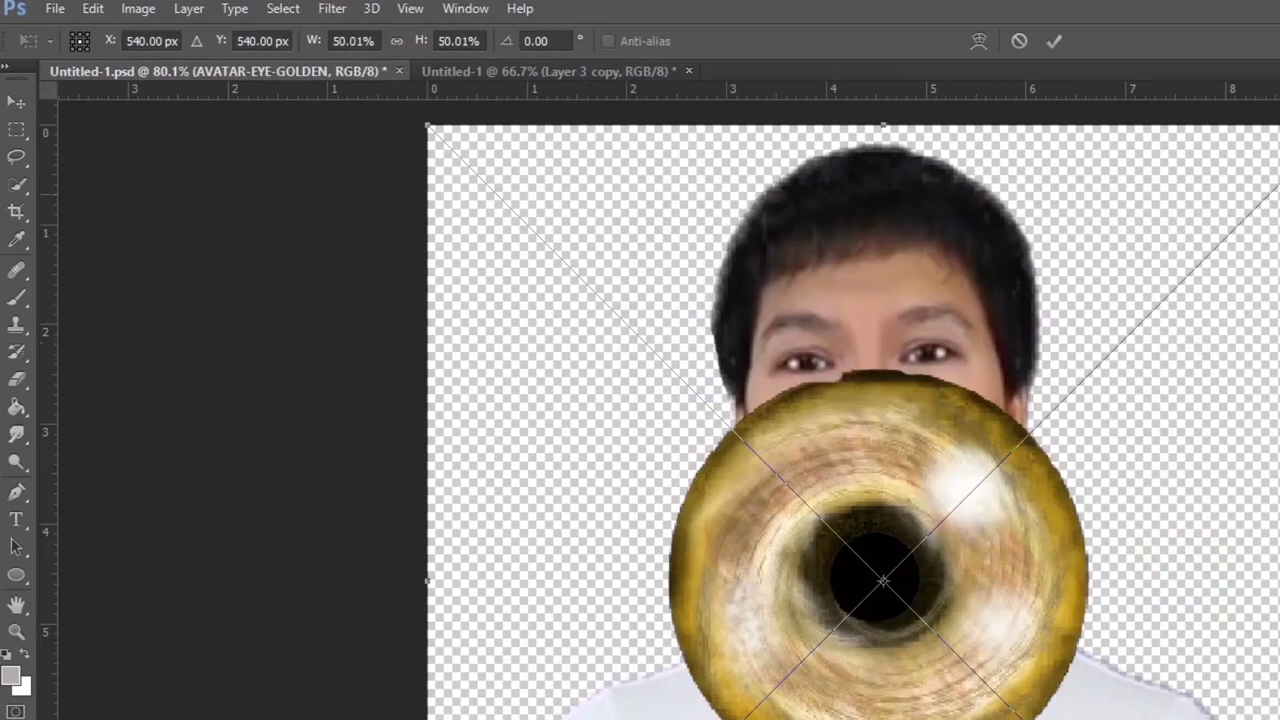 Ps File Edit Image Layer Type Select Filter 3D View Window Help
X: 540.00 px Y: 540.00 px W: 50.01% H: 50.01% 0.00 ° Anti-alias
Untitled-1.psd @ 80.1% (AVATAR-EYE-GOLDEN, RGB/8) * × Untitled-1 @ 66.7% (Layer 3 copy, RGB/8) * ×
3 2 1 0 1 2 3 4 5 6 7 8
0
1
2
3
4
5
T